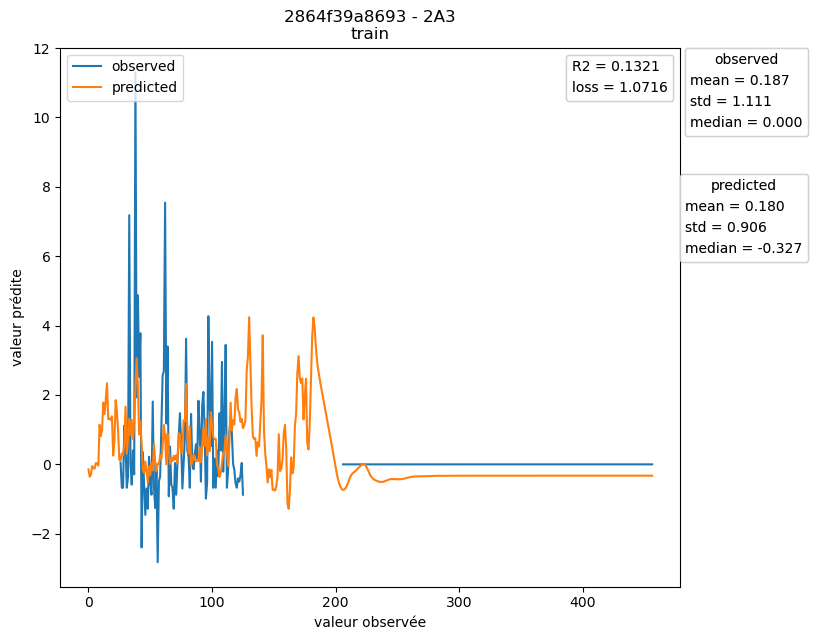 2864f39a8693 - 2A3
train
observed
predicted
R2 = 0.1321
loss = 1.0716
observed
mean = 0.187
std = 1.111
median = 0.000
predicted
mean = 0.180
std = 0.906
median = -0.327
12
10
8
6
4
2
0
−2
valeur prédite
0
100
200
300
400
valeur observée